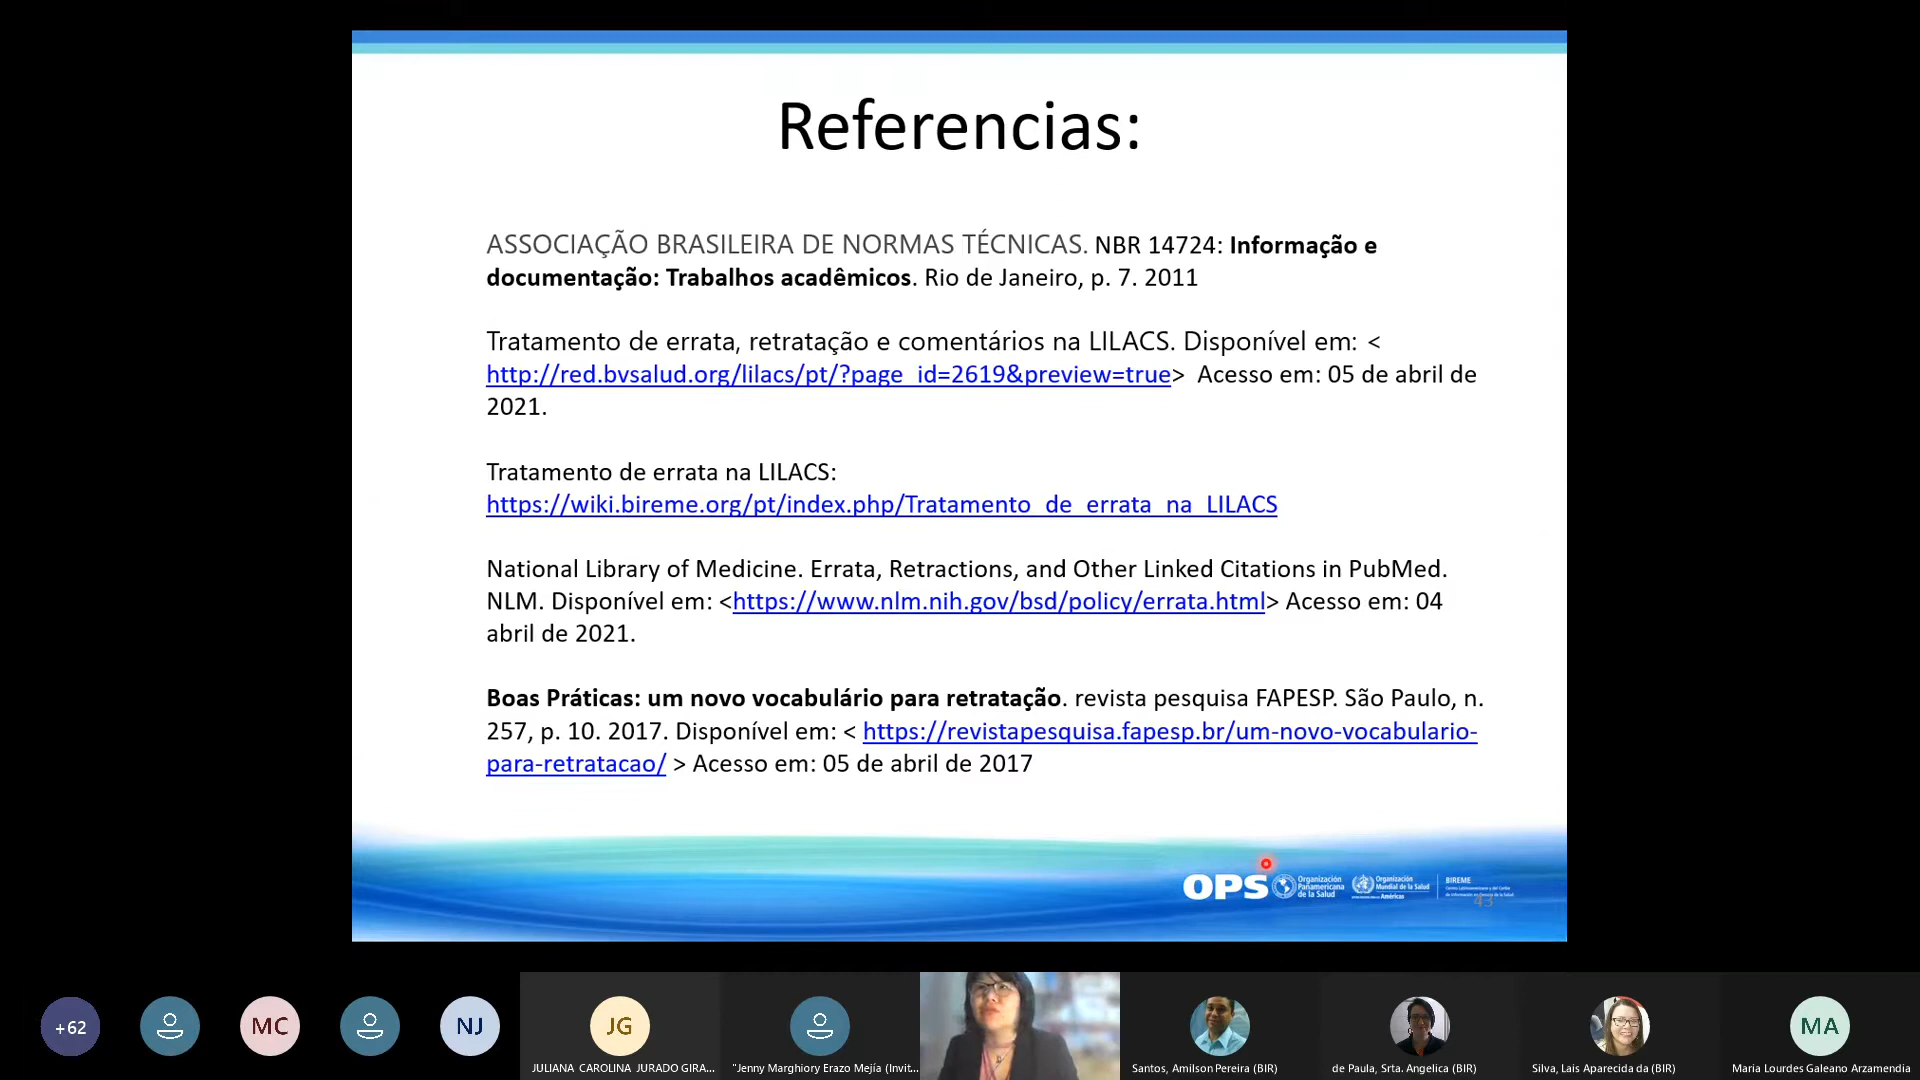 Referencias:
ASSOCIAÇÃO BRASILEIRA DE NORMAS TÉCNICAS. NBR 14724: Informação e
documentação: Trabalhos acadêmicos. Rio de Janeiro, p. 7. 2011
Tratamento de errata, retratação e comentários na LILACS. Disponível em: <
http://red.bvsalud.org/lilacs/pt/?page_id=2619&preview=true> Acesso em: 05 de abril de
2021.
Tratamento de errata na LILACS:
https://wiki.bireme.org/pt/index.php/Tratamento_de_errata_na_LILACS
National Library of Medicine. Errata, Retractions, and Other Linked Citations in PubMed.
NLM. Disponível em: <https://www.nlm.nih.gov/bsd/policy/errata.html> Acesso em: 04
abril de 2021.
Boas Práticas: um novo vocabulário para retratação. revista pesquisa FAPESP. São Paulo, n.
257, p. 10. 2017. Disponível em: < https://revistapesquisa.fapesp.br/um-novo-vocabulario-
para-retratacao/ > Acesso em: 05 de abril de 2017
OPS
Organización
Panamericana
de la Salud
Organización
Mundial de la Salud
Américas
BIREME
43
+62
MC
NJ
JG
MA
JULIANA CAROLINA JURADO GIRA...
"Jenny Marghiory Erazo Mejía (Invit...
Santos, Amilson Pereira (BIR)
de Paula, Srta. Angelica (BIR)
Silva, Lais Aparecida da (BIR)
Maria Lourdes Galeano Arzamendia